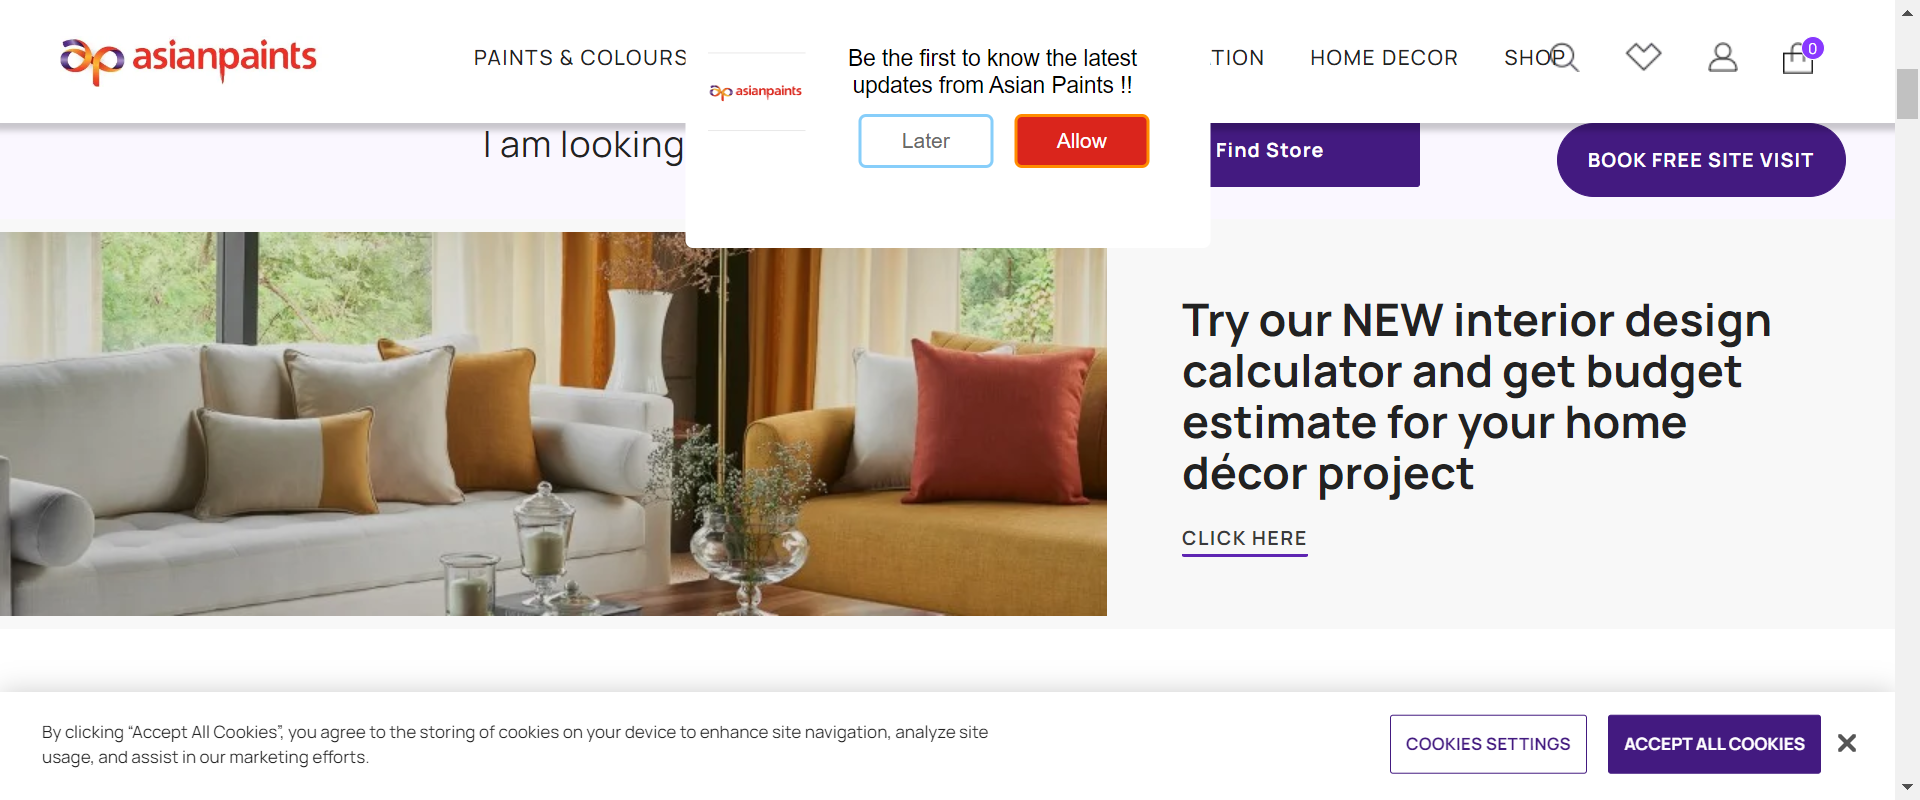 asianpaints
PAINTS & COLOURS
TION
HOME DECOR
SHOP
0
asianpaints
Be the first to know the latest
updates from Asian Paints !!
Later
Allow
I am looking
Find Store
BOOK FREE SITE VISIT
Try our NEW interior design
calculator and get budget
estimate for your home
décor project
CLICK HERE
By clicking “Accept All Cookies”, you agree to the storing of cookies on your device to enhance site navigation, analyze site
usage, and assist in our marketing efforts.
COOKIES SETTINGS
ACCEPT ALL COOKIES